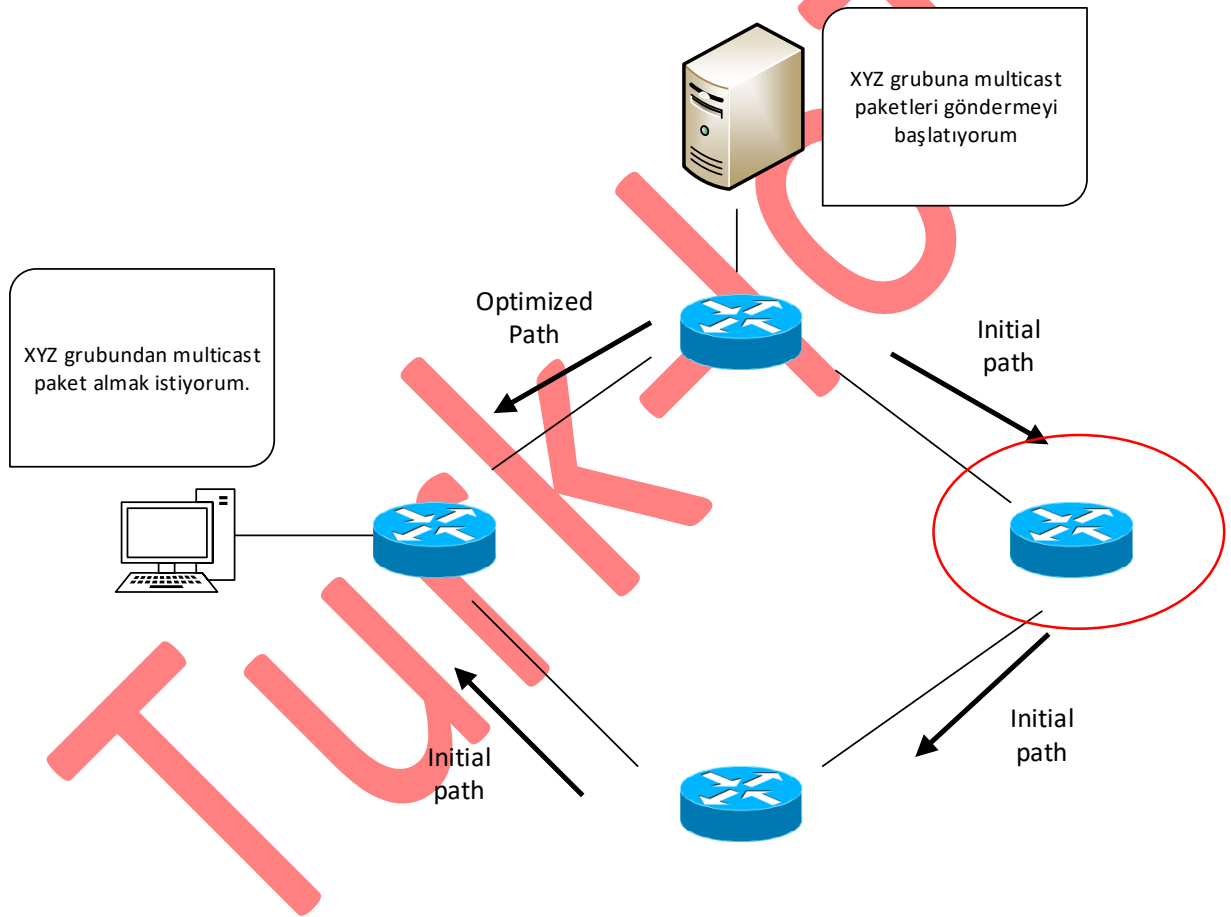 XYZ grubuna multicast
paketleri göndermeyi
başlatıyorum
Optimized
Path
Initial
path
XYZ grubundan multicast
paket almak istiyorum.
Initial
path
Initial
path